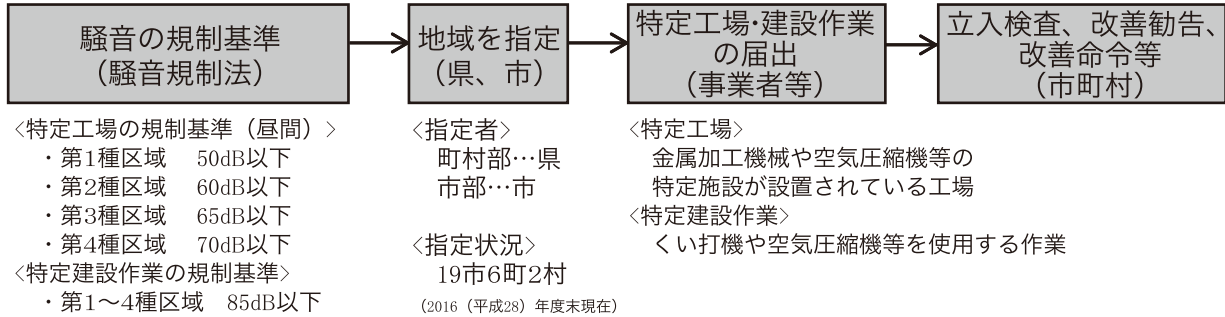 騒音の規制基準
（騒音規制法）
地域を指定
（県、市）
特定工場・建設作業
の届出
（事業者等）
立入検査、改善勧告、
改善命令等
（市町村）
〈特定工場の規制基準（昼間）〉
・第1種区域　50dB以下
・第2種区域　60dB以下
・第3種区域　65dB以下
・第4種区域　70dB以下
〈特定建設作業の規制基準〉
・第1～4種区域　85dB以下
〈指定者〉
町村部…県
市部…市
〈指定状況〉
19市6町2村
（2016（平成28）年度末現在）
〈特定工場〉
金属加工機械や空気圧縮機等の
特定施設が設置されている工場
〈特定建設作業〉
くい打機や空気圧縮機等を使用する作業